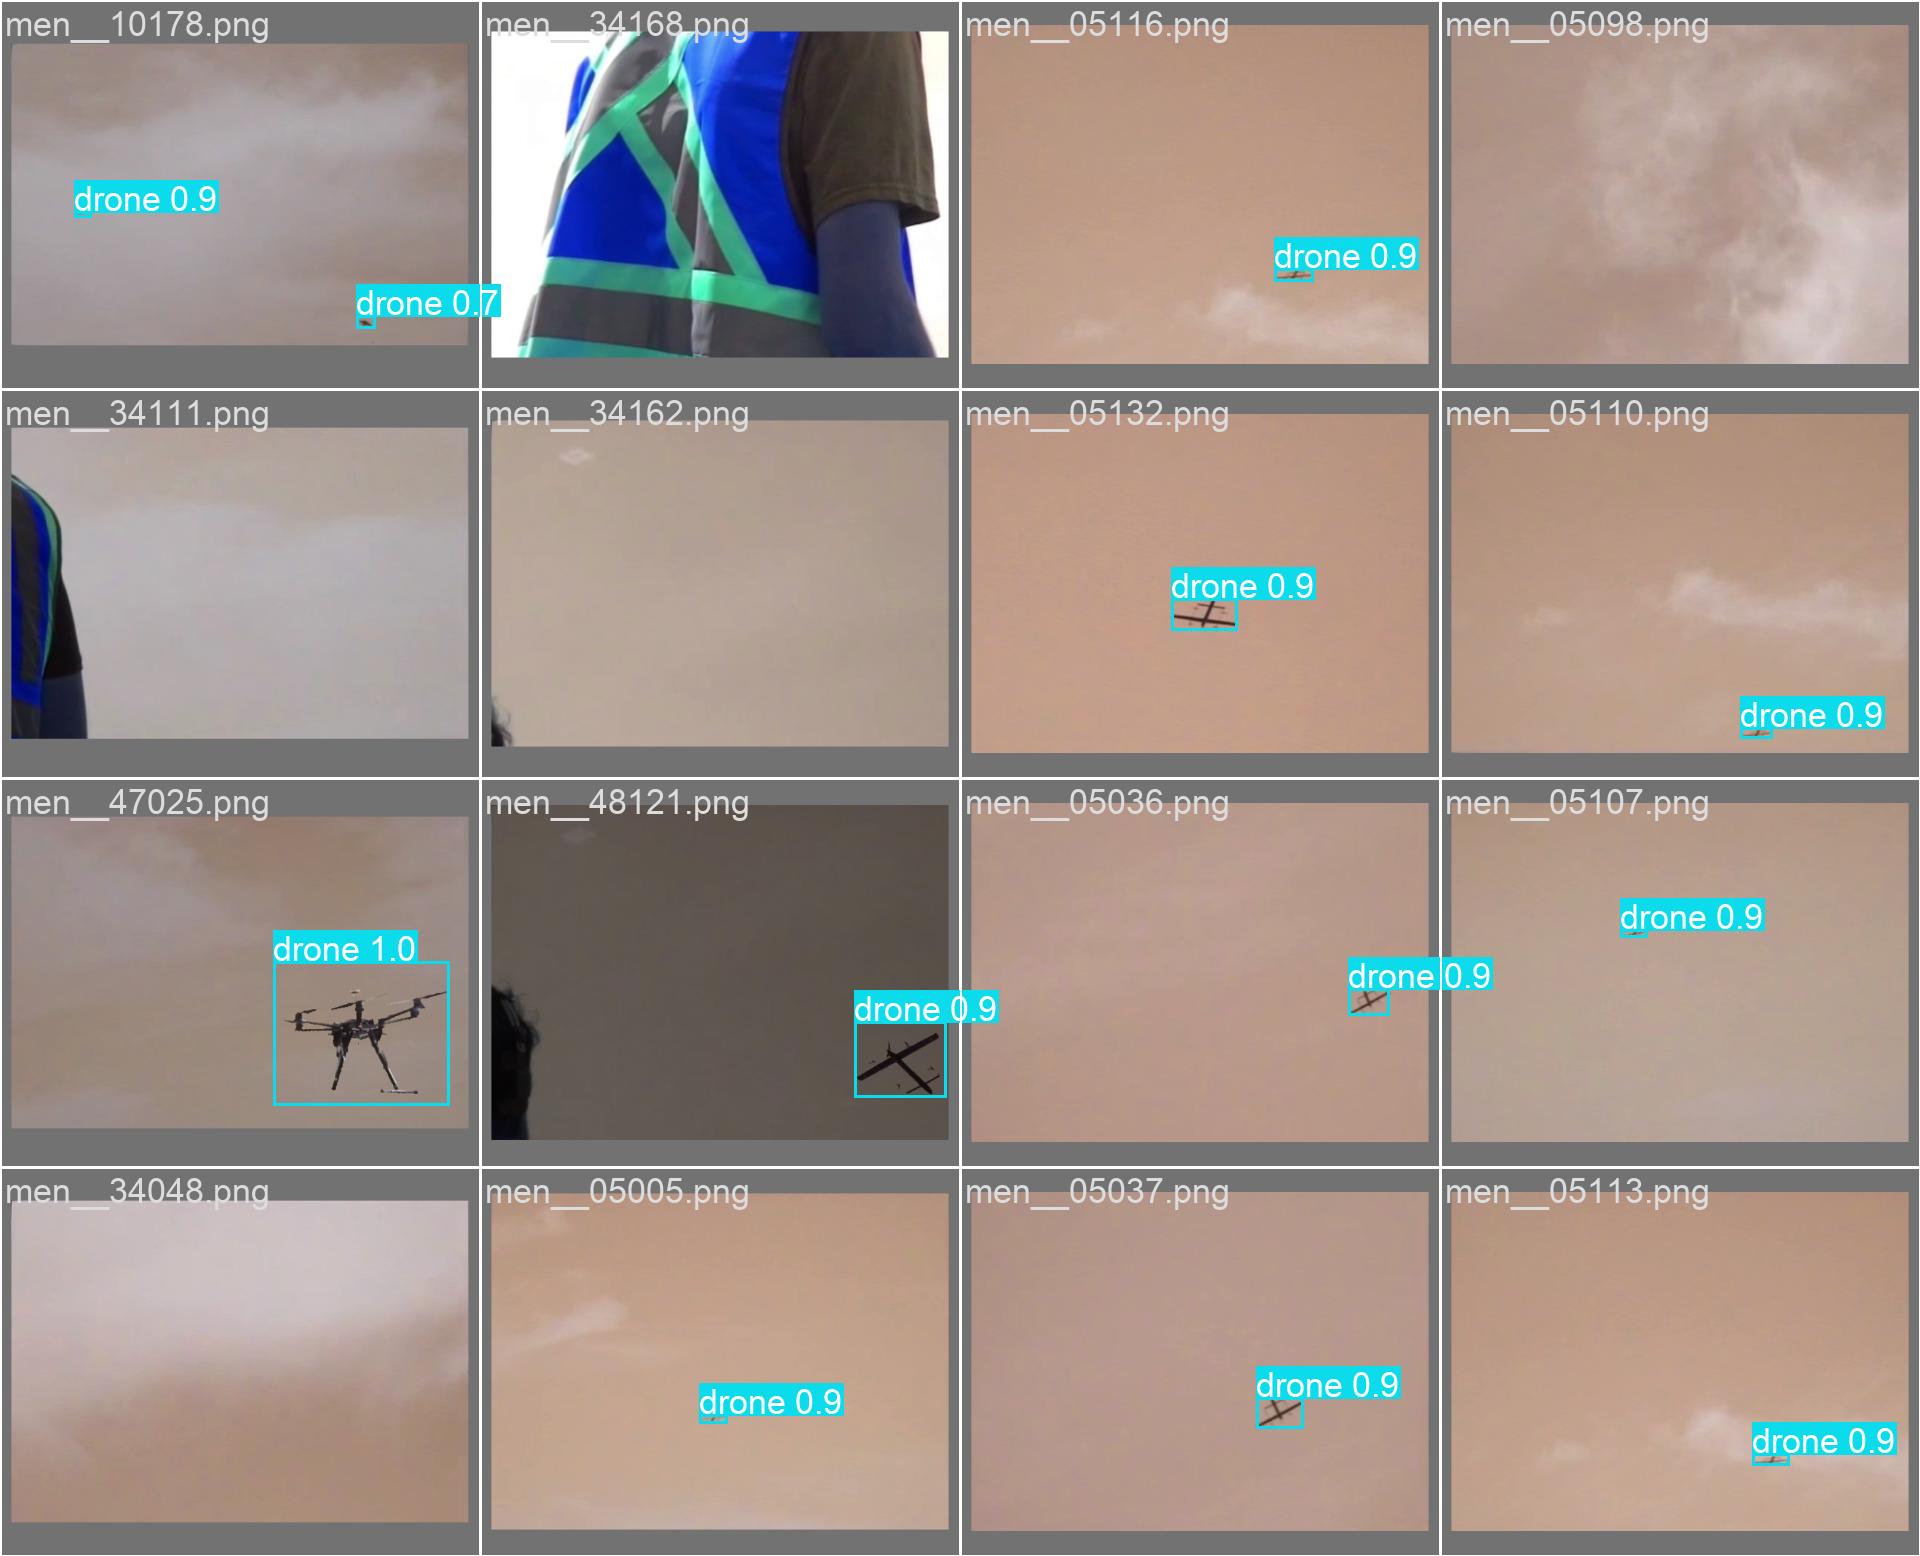 men__10178.png
men__34168.png
men__05116.png
men__05098.png
drone 0.9
drone 0.9
drone 0.7
men__34111.png
men__34162.png
men__05132.png
men__05110.png
drone 0.9
drone 0.9
men__47025.png
men__48121.png
men__05036.png
men__05107.png
drone 0.9
drone 1.0
drone 0.9
drone 0.9
men__34048.png
men__05005.png
men__05037.png
men__05113.png
drone 0.9
drone 0.9
drone 0.9